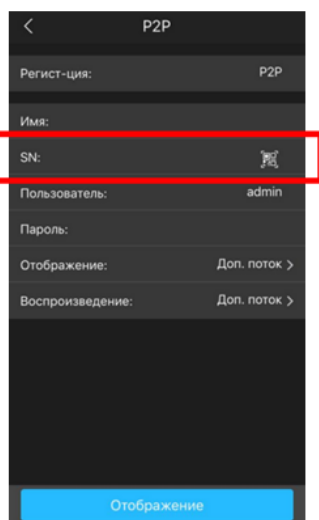 P2P
Регист-ция: P2P
Имя:
SN:
Пользователь: admin
Пароль:
Отображение: Доп. поток >
Воспроизведение: Доп. поток >
Отображение